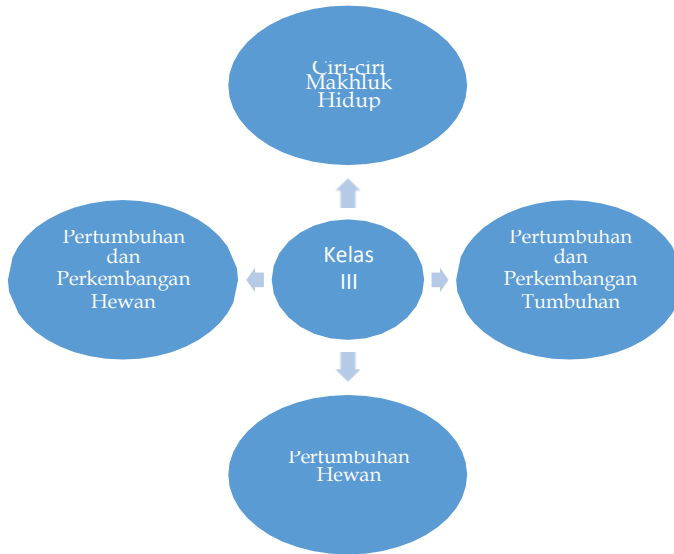 Ciri-ciri
Makhluk
Hidup
Pertumbuhan
dan
Perkembangan
Hewan
Kelas
III
Pertumbuhan
dan
Perkembangan
Tumbuhan
Pertumbuhan
Hewan